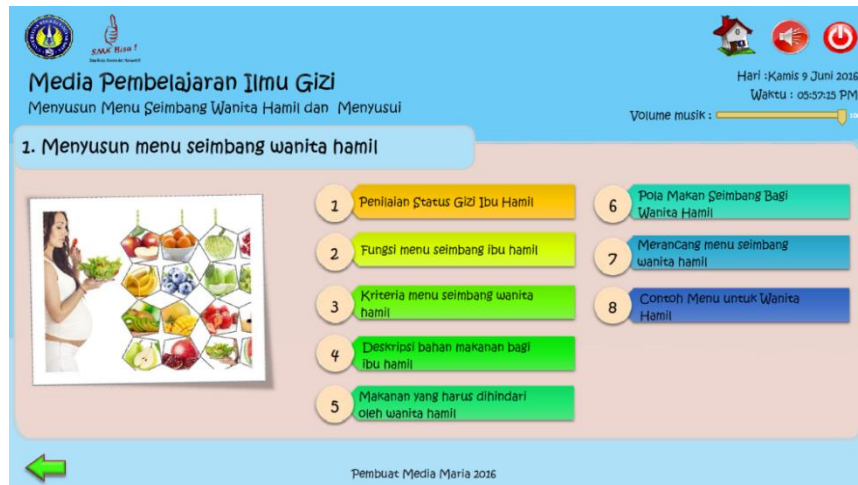 SMK Bisa!
Media Pembelajaran Ilmu Gizi
Menyusun Menu Seimbang Wanita Hamil dan Menyusui
Hari :Kamis 9 Juni 2016
Waktu : 05:57:15 PM
Volume musik :
1. Menyusun menu seimbang wanita hamil
1 Penilaian Status Gizi Ibu Hamil
2 Fungsi menu seimbang ibu hamil
3 Kriteria menu seimbang wanita
hamil
4 Deskripsi bahan makanan bagi
ibu hamil
5 Makanan yang harus dihindari
oleh wanita hamil
6 Pola Makan Seimbang Bagi
Wanita Hamil
7 Merancang menu seimbang
wanita hamil
8 Contoh Menu untuk Wanita
Hamil
Pembuat Media Maria 2016